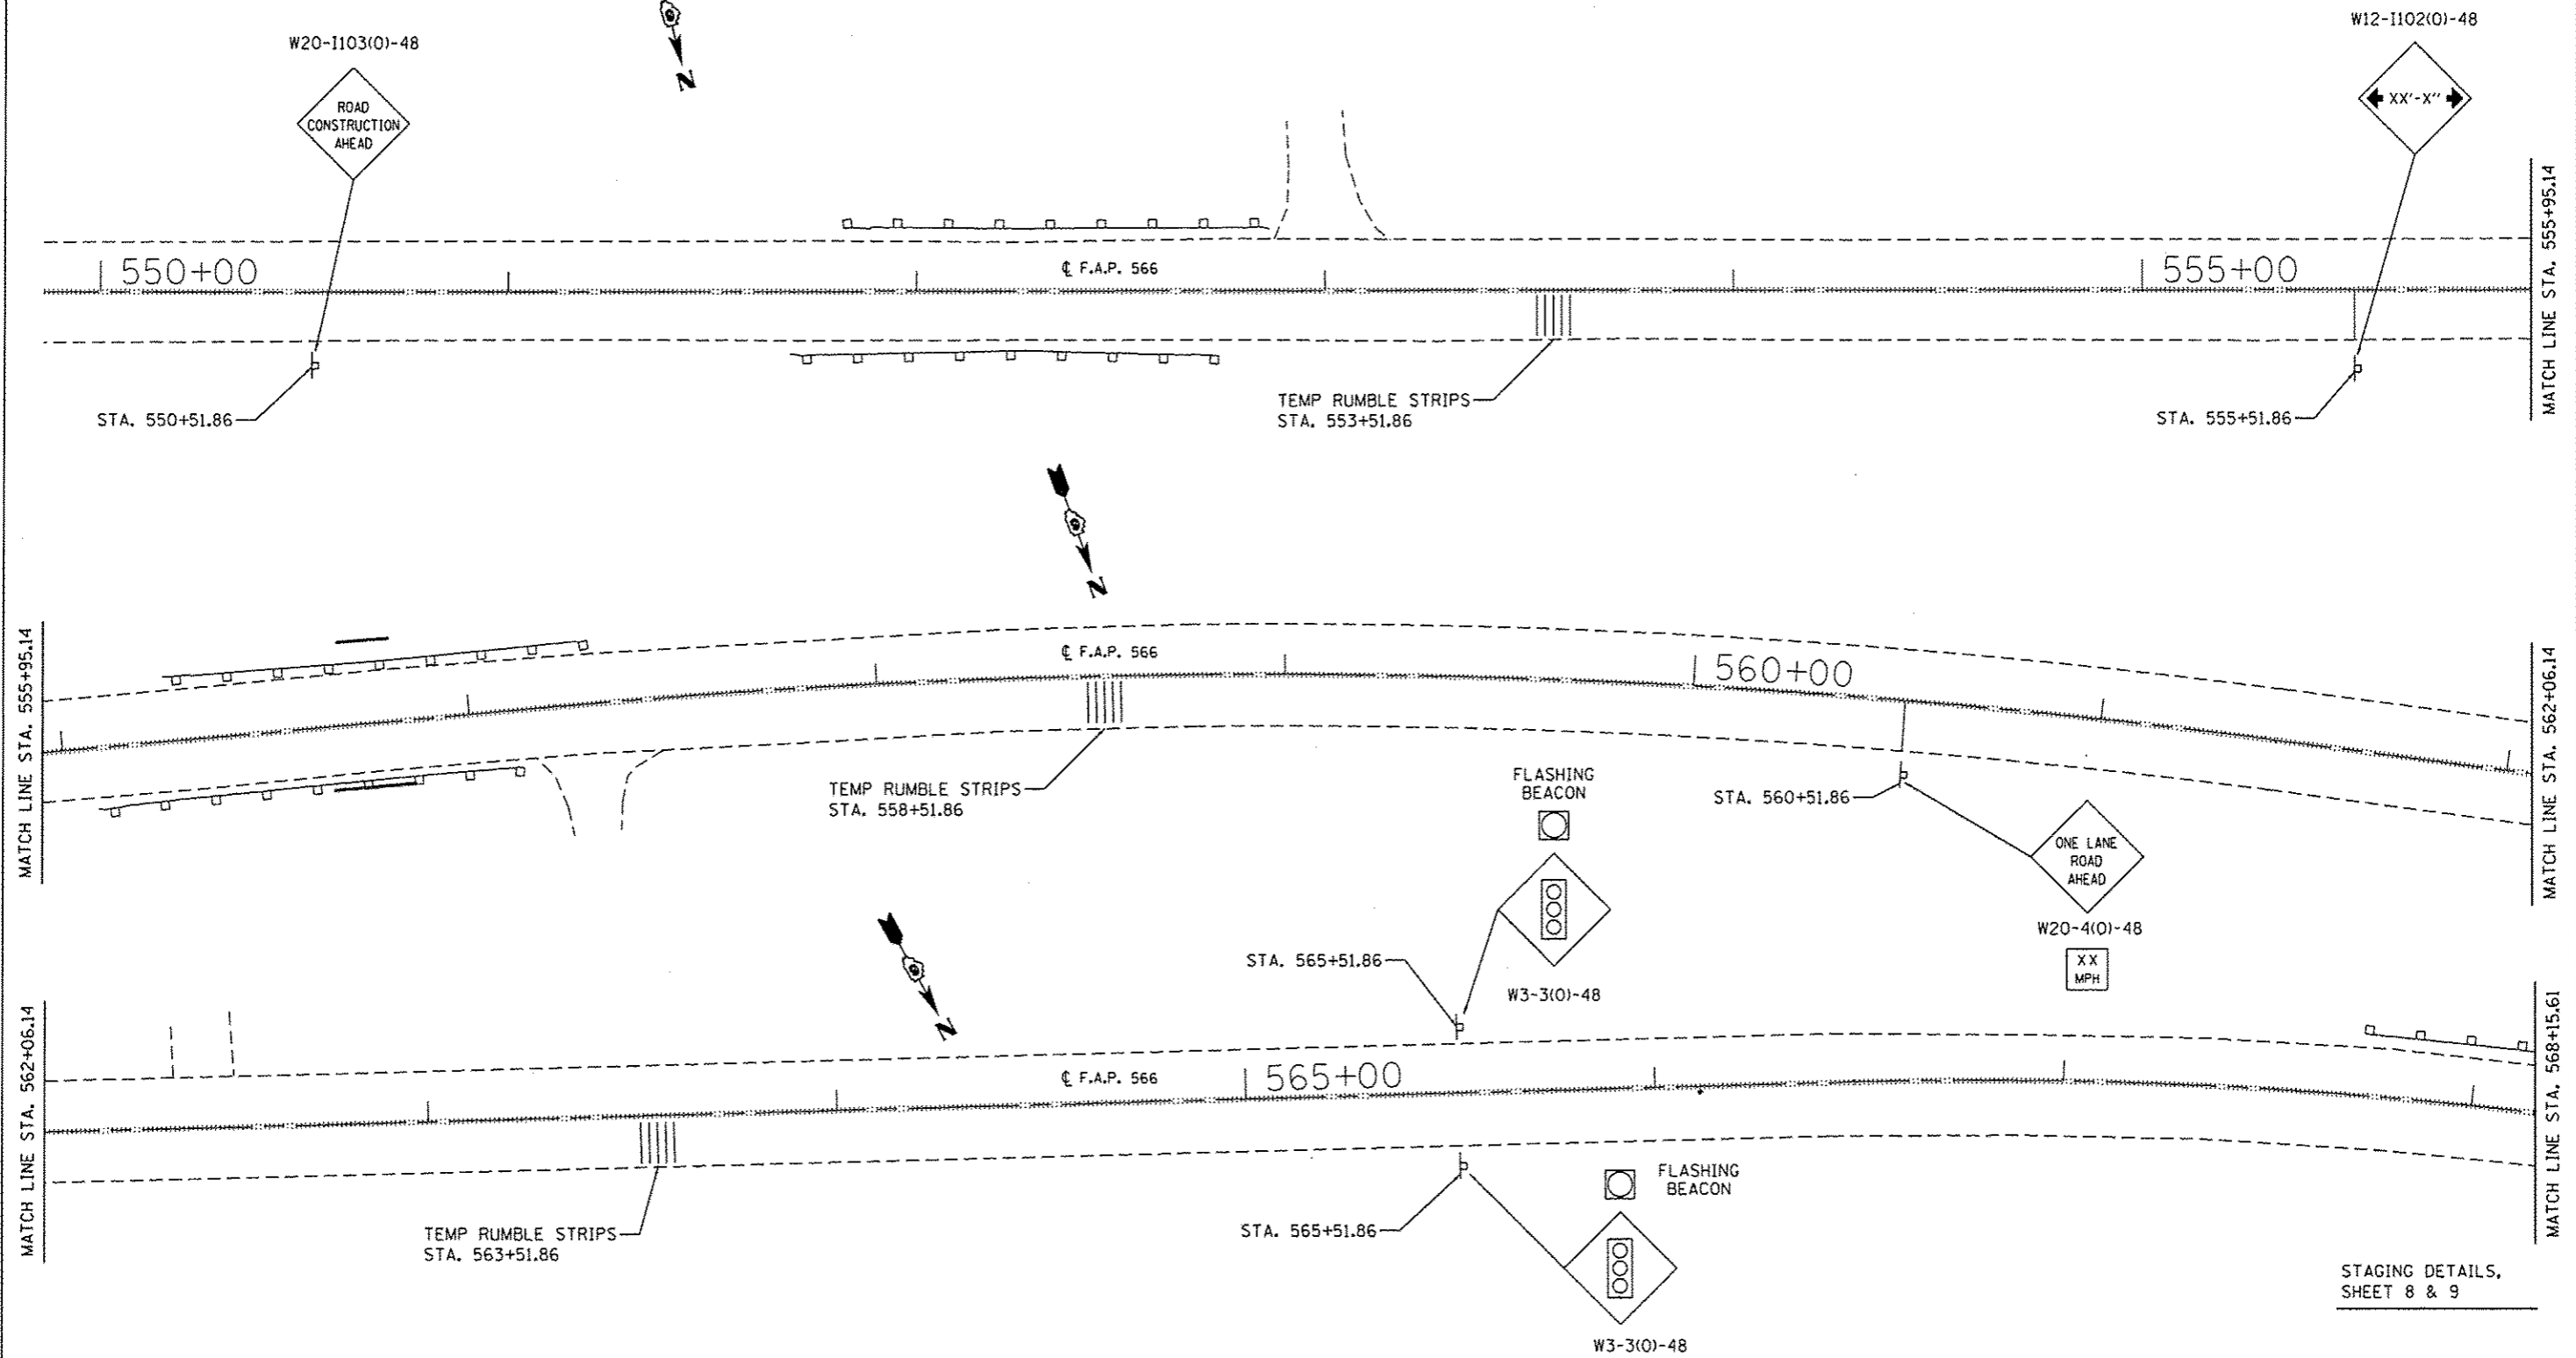 W20-I103(O)-48
ROAD
CONSTRUCTION
AHEAD
N
W12-I102(O)-48
XX'-X"
550+00
℄ F.A.P. 566
555+00
MATCH LINE STA. 555+95.14
STA. 550+51.86
TEMP RUMBLE STRIPS
STA. 553+51.86
STA. 555+51.86
N
MATCH LINE STA. 555+95.14
℄ F.A.P. 566
560+00
MATCH LINE STA. 562+06.14
TEMP RUMBLE STRIPS
STA. 558+51.86
FLASHING
BEACON
STA. 560+51.86
ONE LANE
ROAD
AHEAD
W20-4(O)-48
XX
MPH
STA. 565+51.86
W3-3(O)-48
N
MATCH LINE STA. 562+06.14
℄ F.A.P. 566
565+00
MATCH LINE STA. 568+15.61
TEMP RUMBLE STRIPS
STA. 563+51.86
STA. 565+51.86
FLASHING
BEACON
W3-3(O)-48
STAGING DETAILS,
SHEET 8 & 9